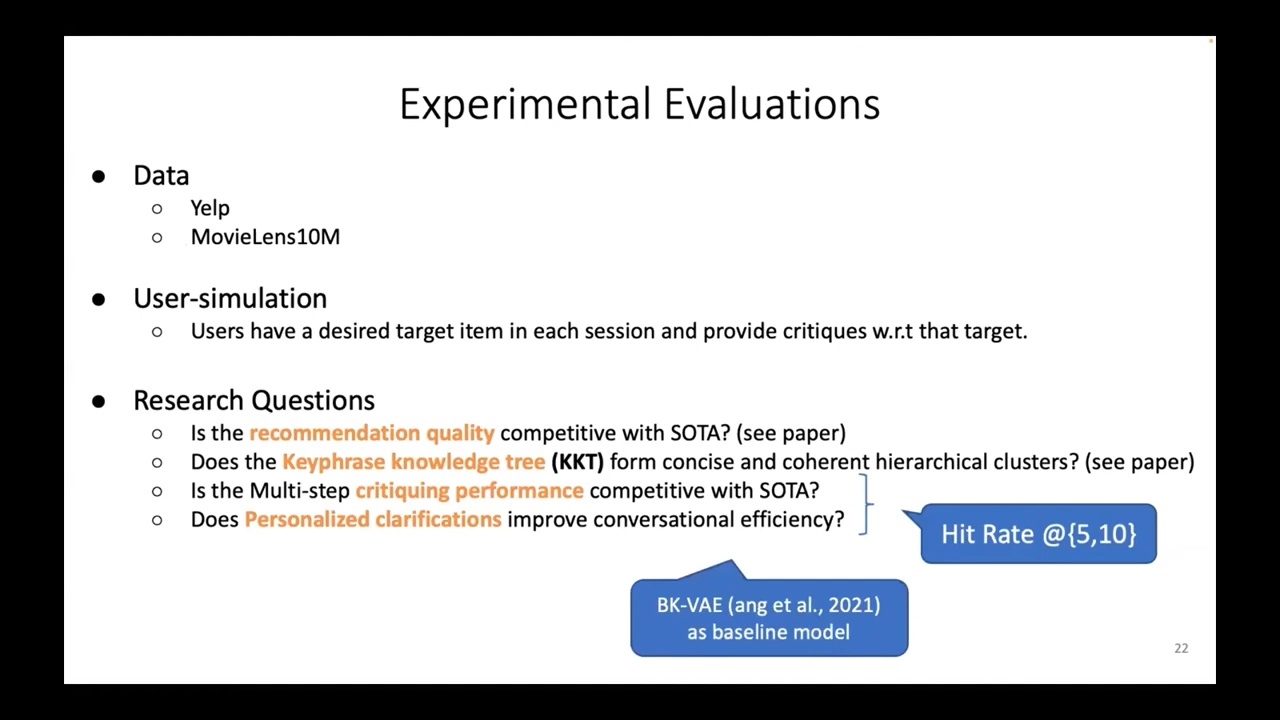 Experimental Evaluations
● Data
○ Yelp
○ MovieLens10M
● User-simulation
○ Users have a desired target item in each session and provide critiques w.r.t that target.
● Research Questions
○ Is the recommendation quality competitive with SOTA? (see paper)
○ Does the Keyphrase knowledge tree (KKT) form concise and coherent hierarchical clusters? (see paper)
○ Is the Multi-step critiquing performance competitive with SOTA?
○ Does Personalized clarifications improve conversational efficiency?
Hit Rate @{5,10}
BK-VAE (ang et al., 2021)
as baseline model
22